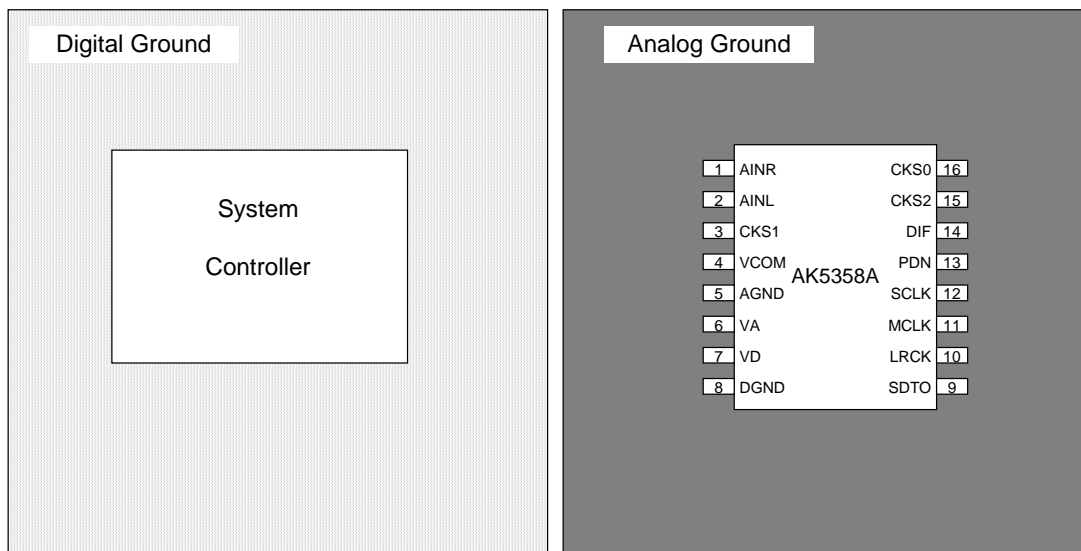 Digital Ground
System
Controller
Analog Ground
1 AINR
2 AINL
3 CKS1
4 VCOM
5 AGND
6 VA
7 VD
8 DGND
AK5358A
CKS0 16
CKS2 15
DIF 14
PDN 13
SCLK 12
MCLK 11
LRCK 10
SDTO 9